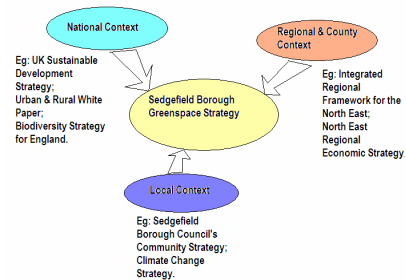 National Context
Eg: UK Sustainable
Development
Strategy;
Urban & Rural White
Paper;
Biodiversity Strategy
for England.
Regional & County
Context
Eg: Integrated
Regional
Framework for the
North East;
North East
Regional
Economic Strategy.
Sedgefield Borough
Greenspace Strategy
Local Context
Eg: Sedgefield
Borough Council's
Community Strategy;
Climate Change
Strategy.